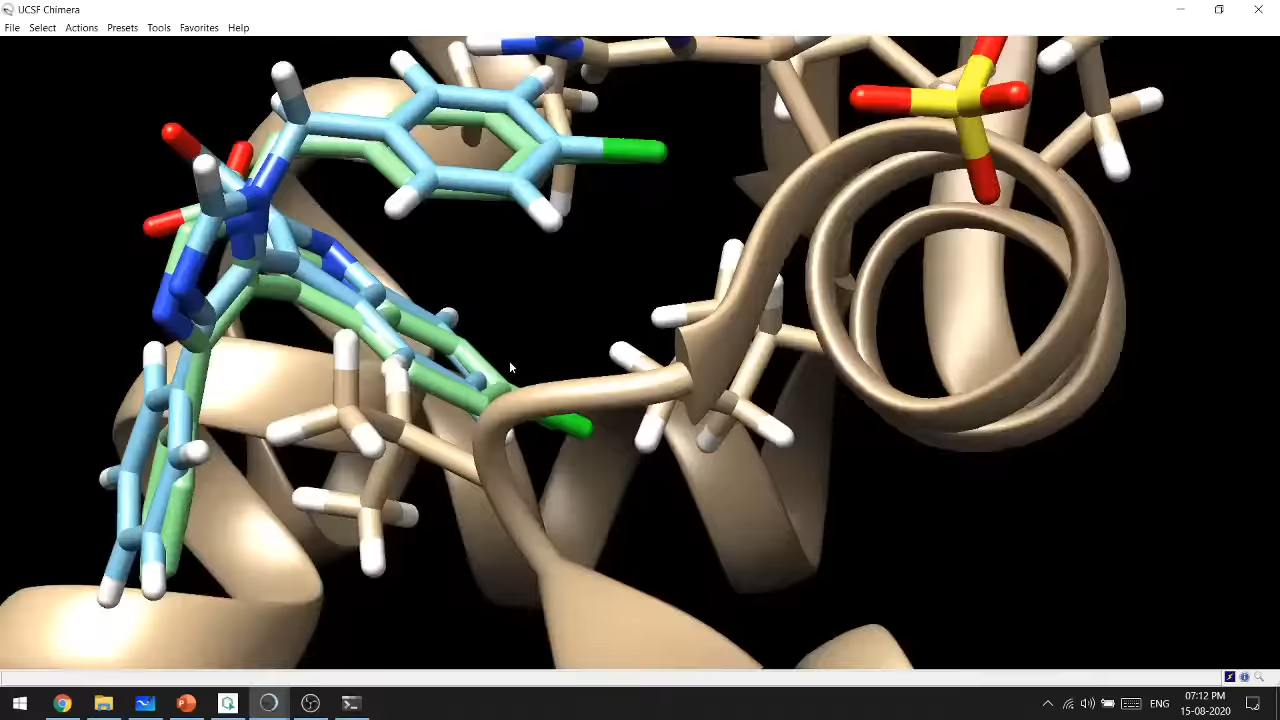 UCSF Chimera
File Select Actions Presets Tools Favorites Help
07:12 PM
ENG
15-08-2020